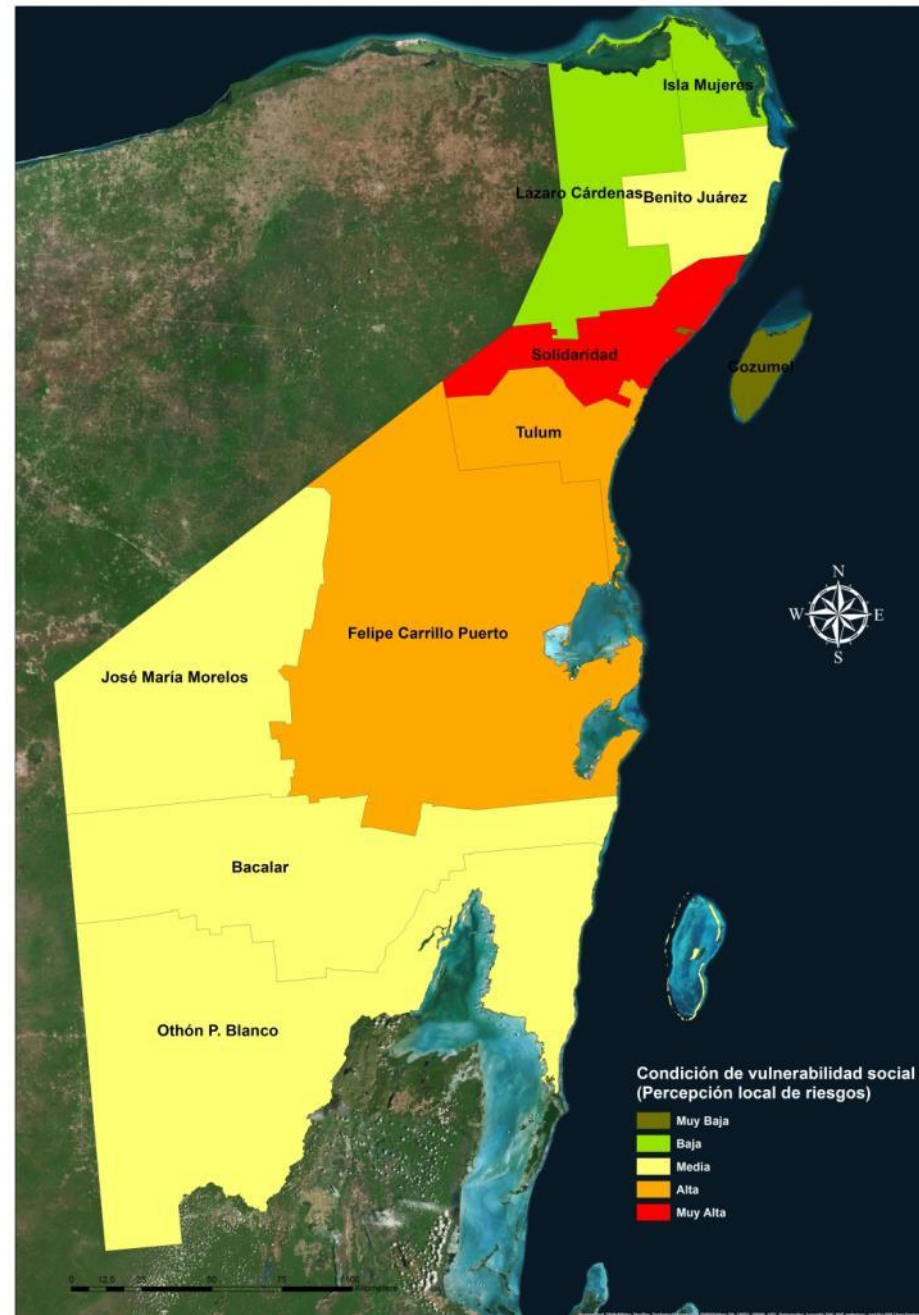 Isla Mujeres
Lázaro Cárdenas
Benito Juárez
Solidaridad
Cozumel
Tulum
Felipe Carrillo Puerto
José María Morelos
N
W E
S
Bacalar
Othón P. Blanco
Condición de vulnerabilidad social
(Percepción local de riesgos)
Muy Baja
Baja
Media
Alta
Muy Alta
0 12.5 25 50 75 100